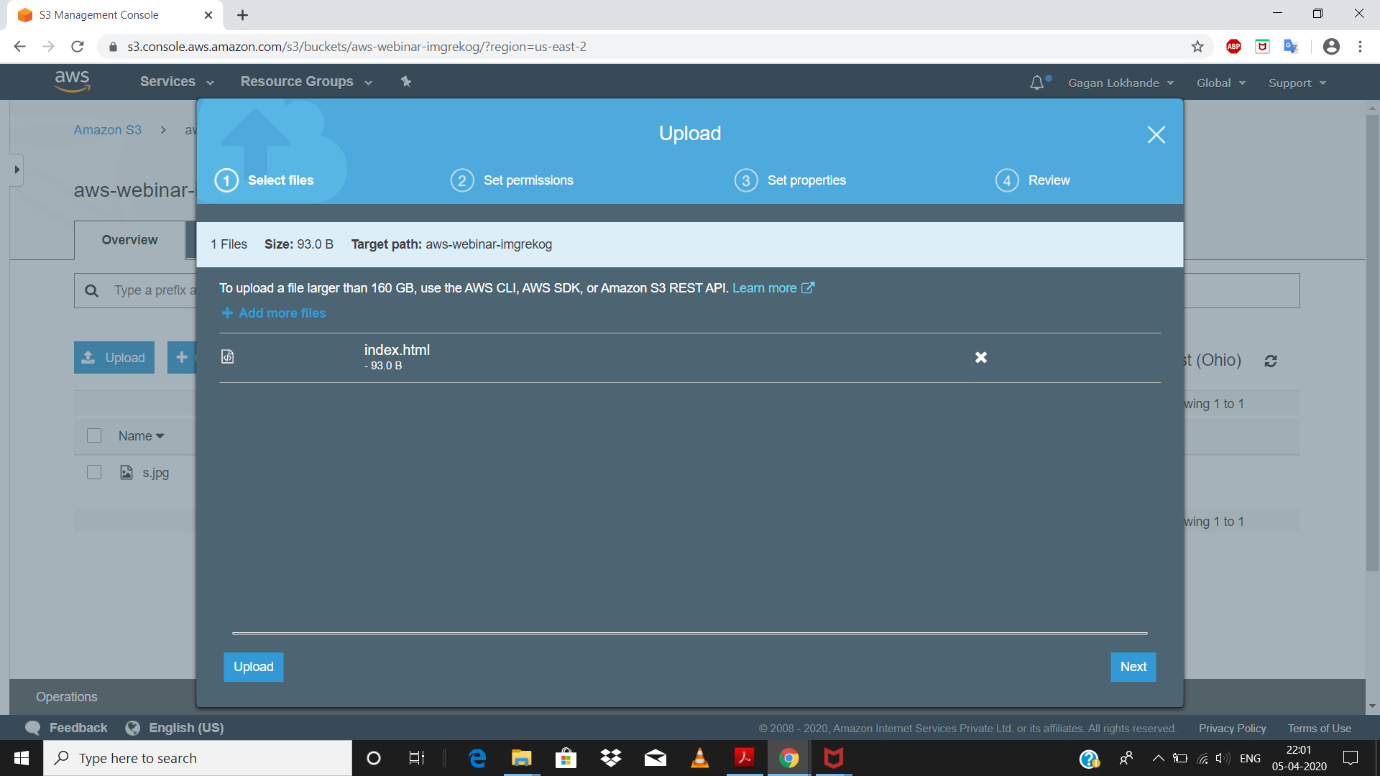 S3 Management Console
s3.console.aws.amazon.com/s3/buckets/aws-webinar-imgrekog/?region=us-east-2
ABP
aws
Services
Resource Groups
Gagan Lokhande
Global
Support
Amazon S3 >
Upload
1 Select files
2 Set permissions
3 Set properties
4 Review
aws-webinar-
Overview
1 Files Size: 93.0 B Target path: aws-webinar-imgrekog
Type a prefix a
To upload a file larger than 160 GB, use the AWS CLI, AWS SDK, or Amazon S3 REST API. Learn more
+ Add more files
index.html
- 93.0 B
Upload
+
st (Ohio)
wing 1 to 1
Name
s.jpg
wing 1 to 1
Upload
Next
Operations
Feedback
English (US)
© 2008 - 2020, Amazon Internet Services Private Ltd. or its affiliates. All rights reserved.
Privacy Policy
Terms of Use
Type here to search
ENG
22:01
05-04-2020